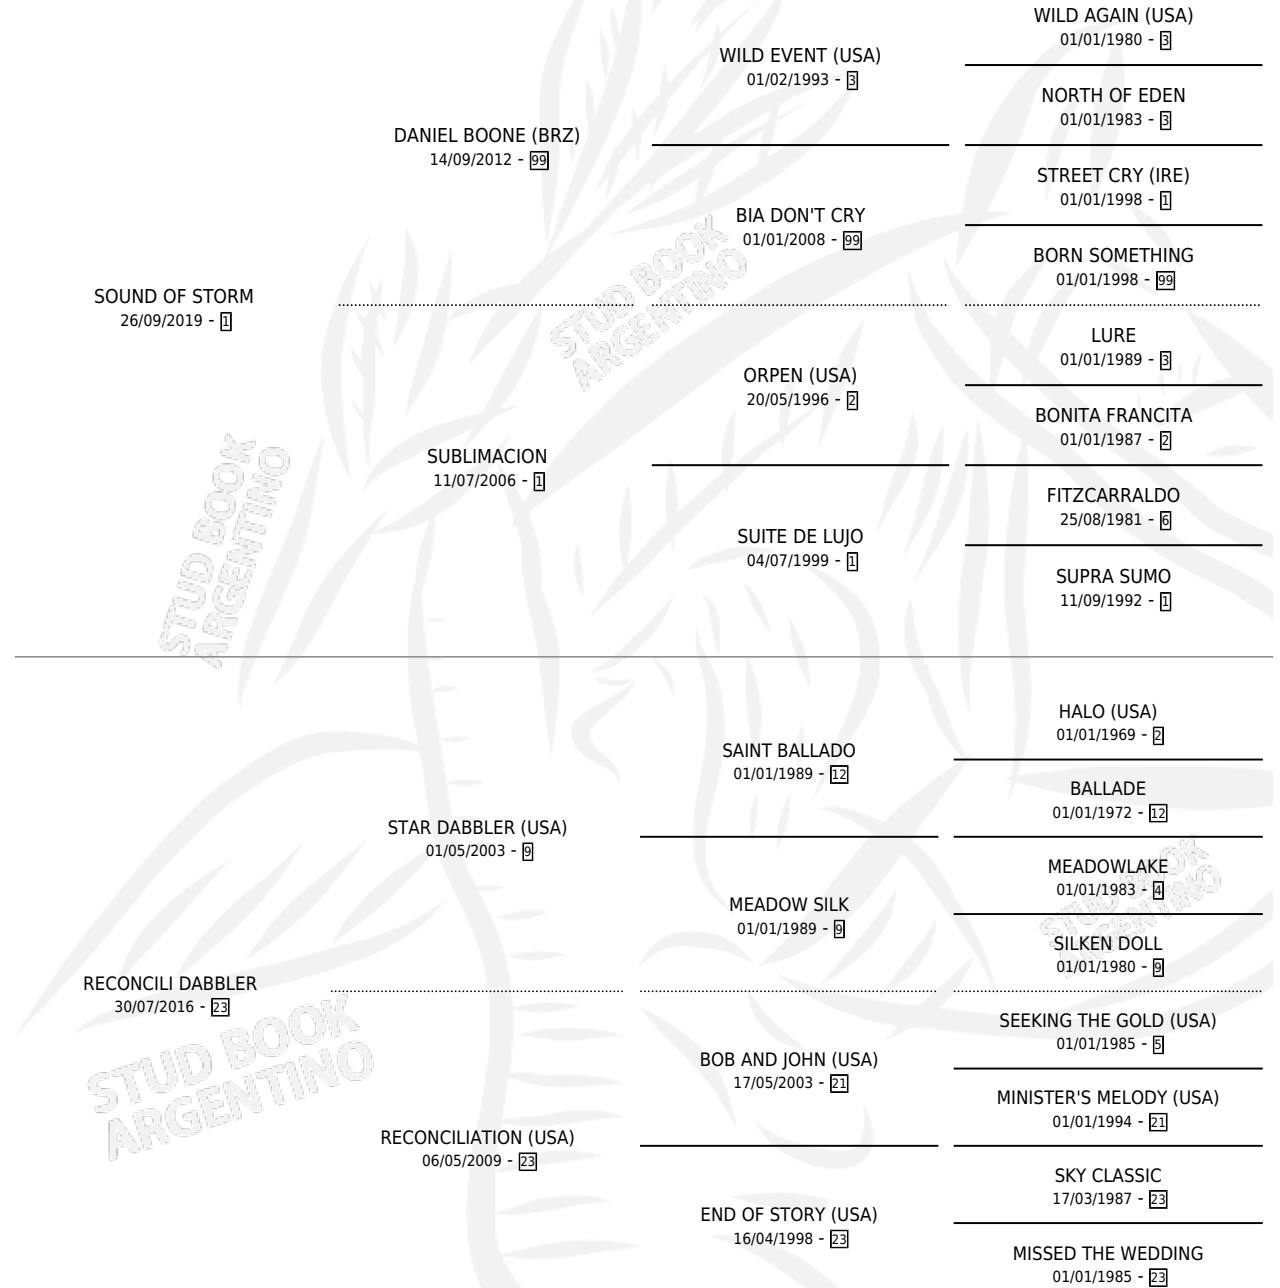 WILD AGAIN (USA)
01/01/1980 - 3
WILD EVENT (USA)
01/02/1993 - 3
NORTH OF EDEN
01/01/1983 - 3
DANIEL BOONE (BRZ)
14/09/2012 - 99
STREET CRY (IRE)
01/01/1998 - 1
BIA DON'T CRY
01/01/2008 - 99
BORN SOMETHING
01/01/1998 - 99
SOUND OF STORM
26/09/2019 - 1
STUD BOOK
ARGENTINO
LURE
01/01/1989 - 3
ORPEN (USA)
20/05/1996 - 2
BONITA FRANCITA
01/01/1987 - 2
SUBLIMACION
11/07/2006 - 1
FITZCARRALDO
25/08/1981 - 6
SUITE DE LUJO
04/07/1999 - 1
SUPRA SUMO
11/09/1992 - 1
STUD BOOK
ARGENTINO
HALO (USA)
01/01/1969 - 2
SAINT BALLADO
01/01/1989 - 12
BALLADE
01/01/1972 - 12
STAR DABBLER (USA)
01/05/2003 - 9
MEADOWLAKE
01/01/1983 - 4
MEADOW SILK
01/01/1989 - 9
STUD BOOK
ARGENTINO
SILKEN DOLL
01/01/1980 - 9
RECONCILI DABBLER
30/07/2016 - 23
STUD BOOK
ARGENTINO
SEEKING THE GOLD (USA)
01/01/1985 - 5
BOB AND JOHN (USA)
17/05/2003 - 21
MINISTER'S MELODY (USA)
01/01/1994 - 21
RECONCILIATION (USA)
06/05/2009 - 23
SKY CLASSIC
17/03/1987 - 23
END OF STORY (USA)
16/04/1998 - 23
MISSED THE WEDDING
01/01/1985 - 23